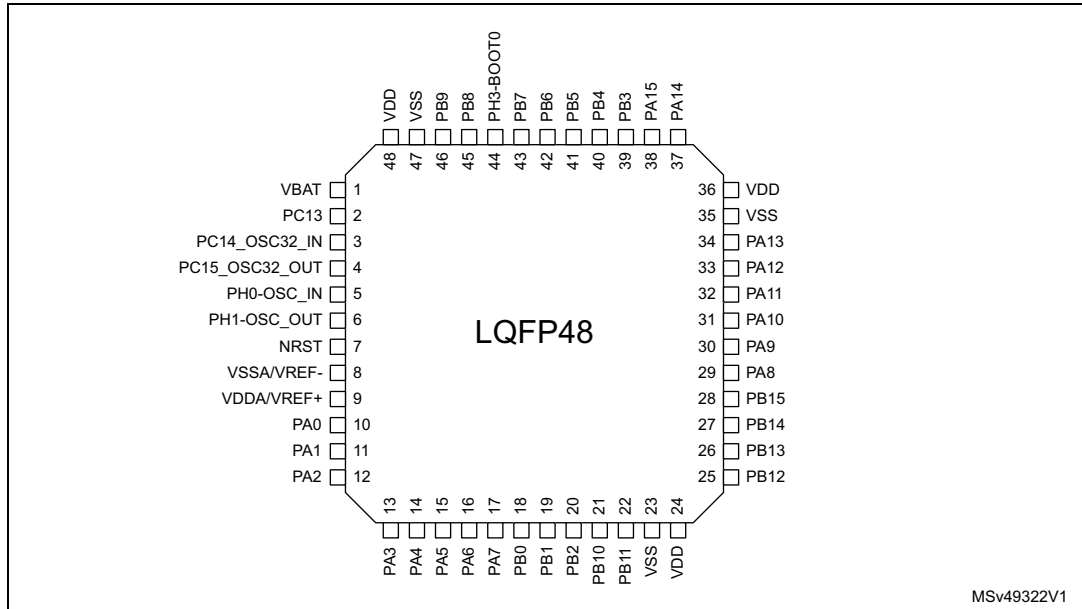 VDD
VSS
PB9
PB8
PH3-BOOT0
PB7
PB6
PB5
PB4
PB3
PA15
PA14
48
47
46
45
44
43
42
41
40
39
38
37
VBAT 1
PC13 2
PC14_OSC32_IN 3
PC15_OSC32_OUT 4
PH0-OSC_IN 5
PH1-OSC_OUT 6
NRST 7
VSSA/VREF- 8
VDDA/VREF+ 9
PA0 10
PA1 11
PA2 12
LQFP48
36 VDD
35 VSS
34 PA13
33 PA12
32 PA11
31 PA10
30 PA9
29 PA8
28 PB15
27 PB14
26 PB13
25 PB12
13
14
15
16
17
18
19
20
21
22
23
24
PA3
PA4
PA5
PA6
PA7
PB0
PB1
PB2
PB10
PB11
VSS
VDD
MSv49322V1